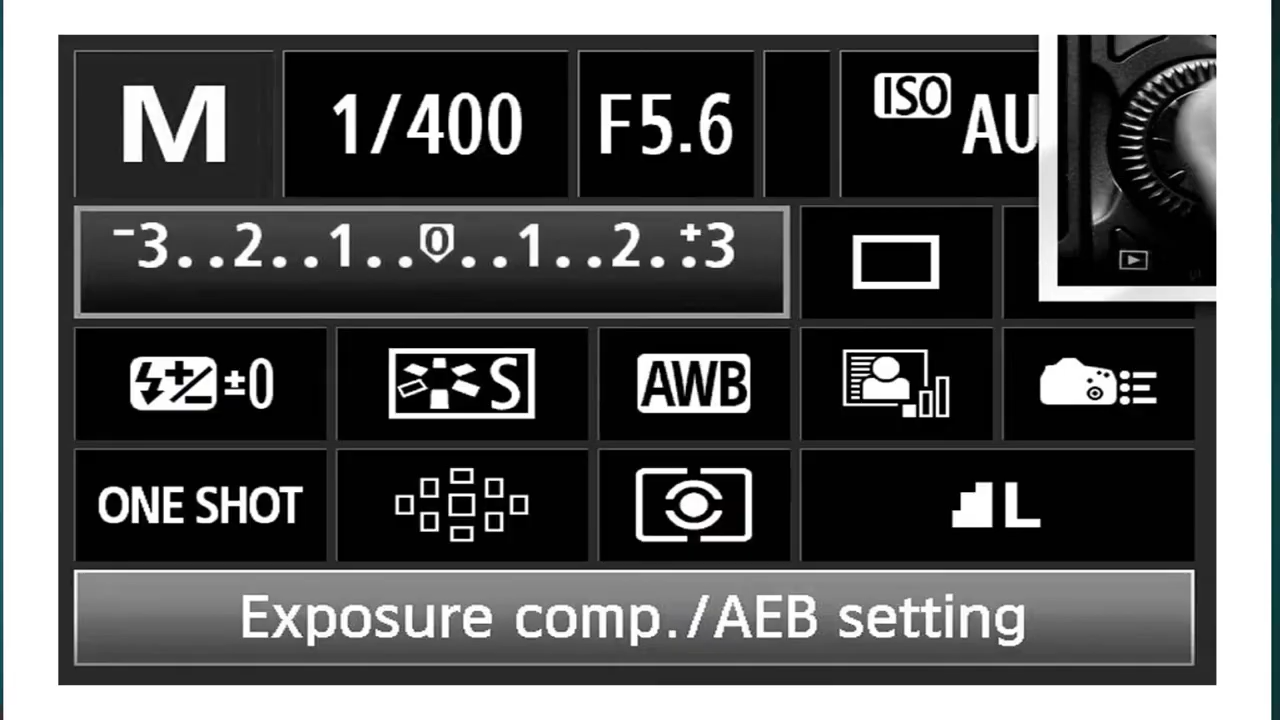 M 1/400 F5.6 ISO AU
-3..2..1..0..1..2..+3
±0 S AWB
ONE SHOT L
Exposure comp./AEB setting